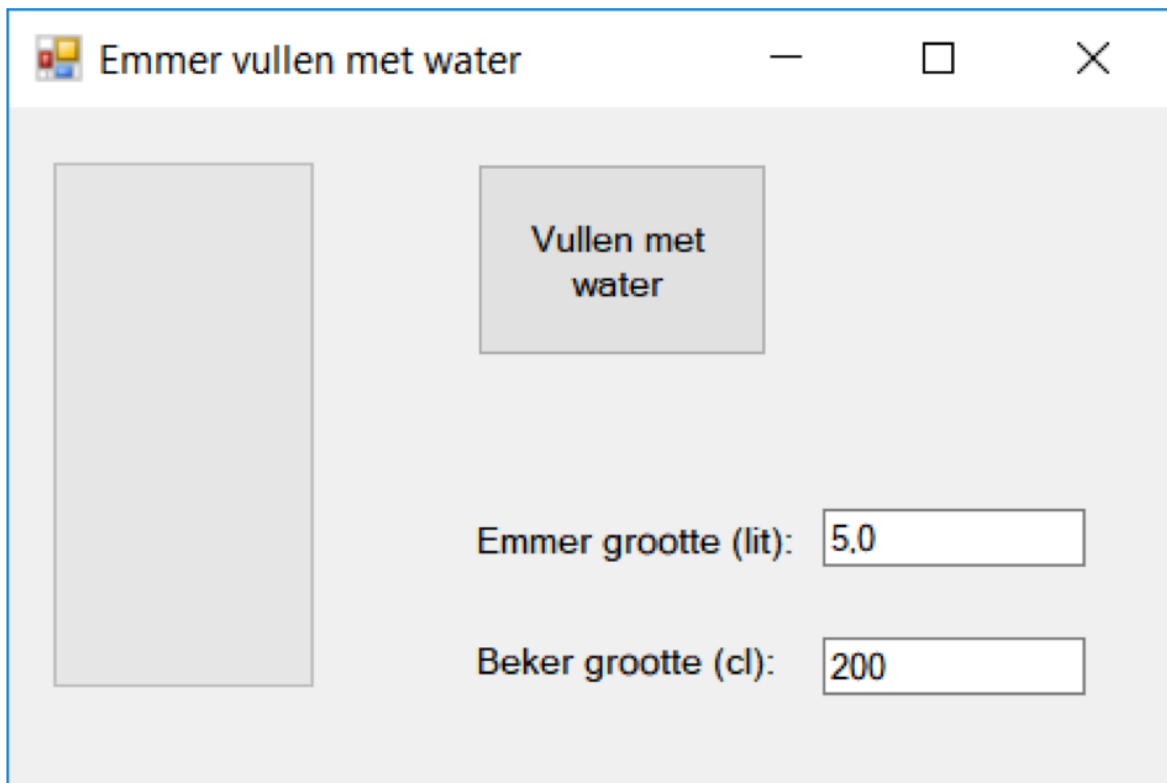 Emmer vullen met water
Vullen met
water
Emmer grootte (lit):
5,0
Beker grootte (cl):
200